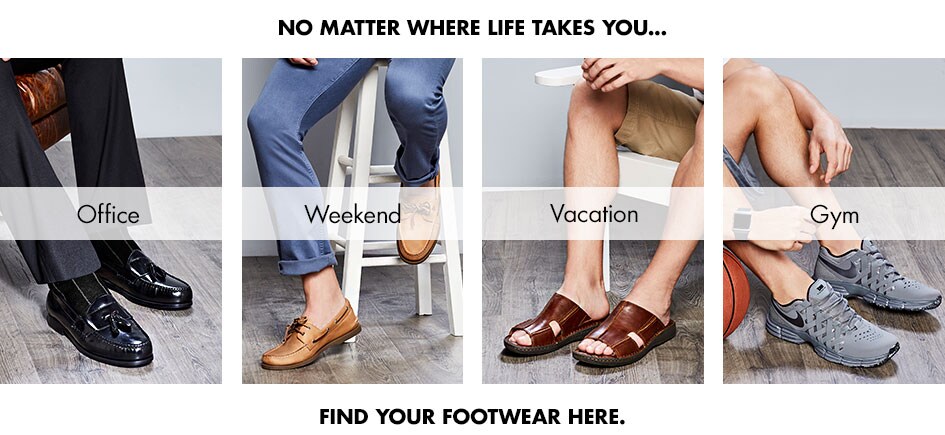 NO MATTER WHERE LIFE TAKES YOU...
Office
Weekend
Vacation
Gym
FIND YOUR FOOTWEAR HERE.